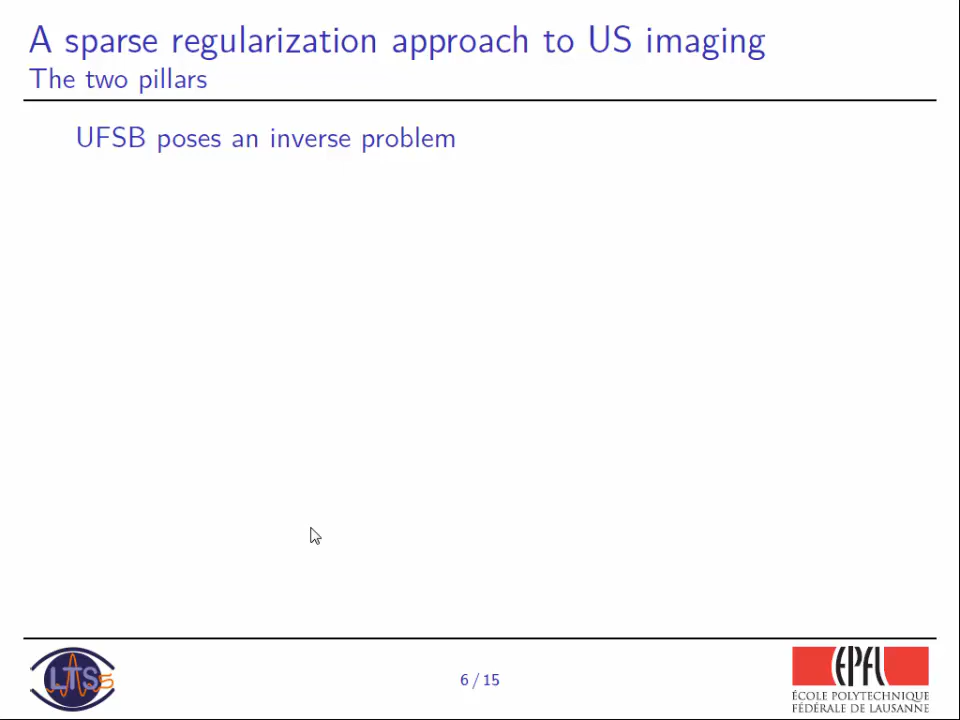 A sparse regularization approach to US imaging
The two pillars
UFSB poses an inverse problem
LTS5
6 / 15
EPFL
ÉCOLE POLYTECHNIQUE
FÉDÉRALE DE LAUSANNE